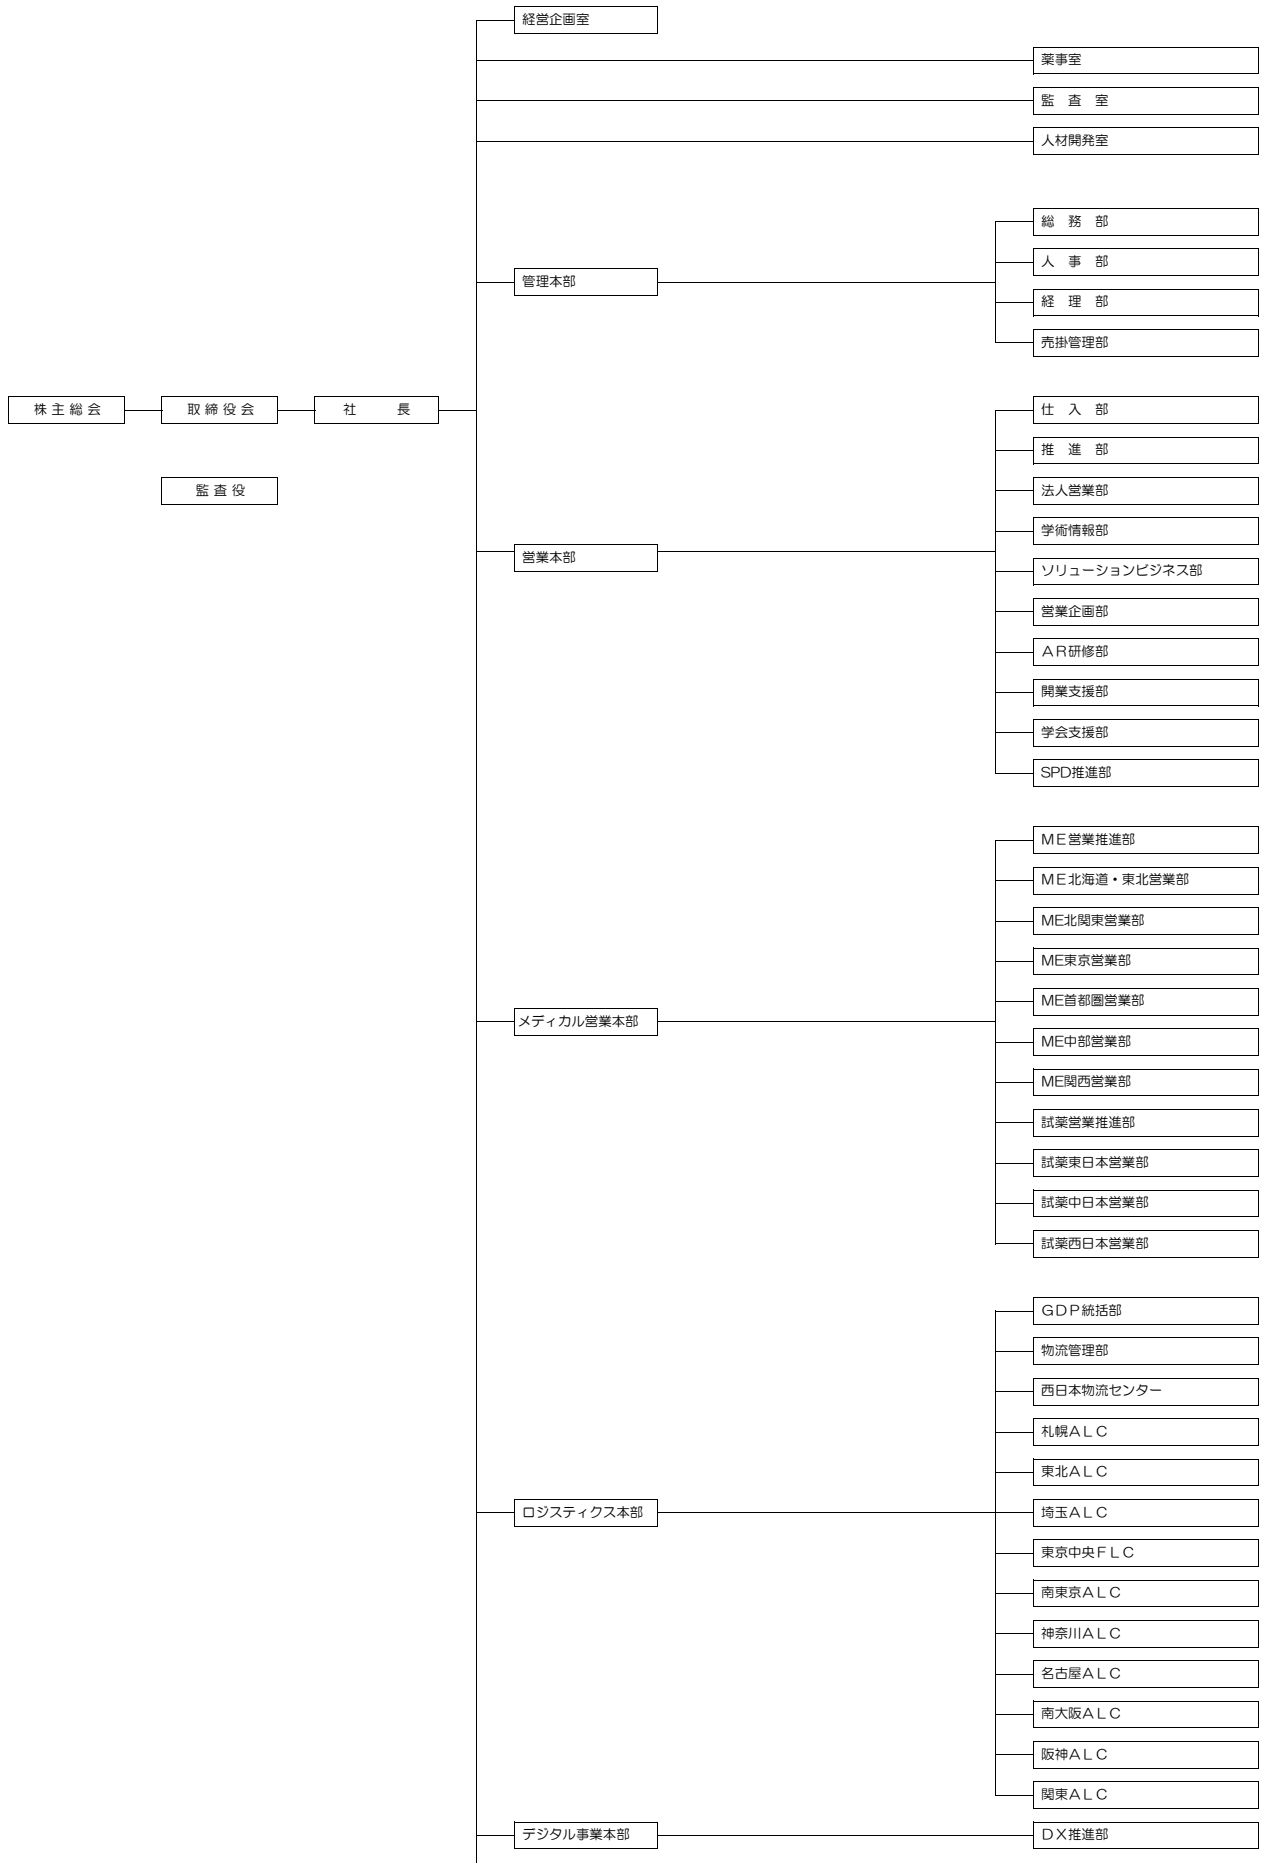 経営企画室
薬事室
監　査　室
人材開発室
総　務　部
人　事　部
管理本部
経　理　部
売掛管理部
株 主 総 会
取 締 役 会
社　　　長
監 査 役
仕　入　部
推　進　部
法人営業部
学術情報部
営業本部
ソリューションビジネス部
営業企画部
ＡＲ研修部
開業支援部
学会支援部
SPD推進部
ＭＥ営業推進部
ＭＥ北海道・東北営業部
ME北関東営業部
ME東京営業部
ME首都圏営業部
メディカル営業本部
ME中部営業部
ME関西営業部
試薬営業推進部
試薬東日本営業部
試薬中日本営業部
試薬西日本営業部
ＧＤＰ統括部
物流管理部
西日本物流センター
札幌ＡＬＣ
東北ＡＬＣ
ロジスティクス本部
埼玉ＡＬＣ
東京中央ＦＬＣ
南東京ＡＬＣ
神奈川ＡＬＣ
名古屋ＡＬＣ
南大阪ＡＬＣ
阪神ＡＬＣ
関東ＡＬＣ
デジタル事業本部
ＤＸ推進部